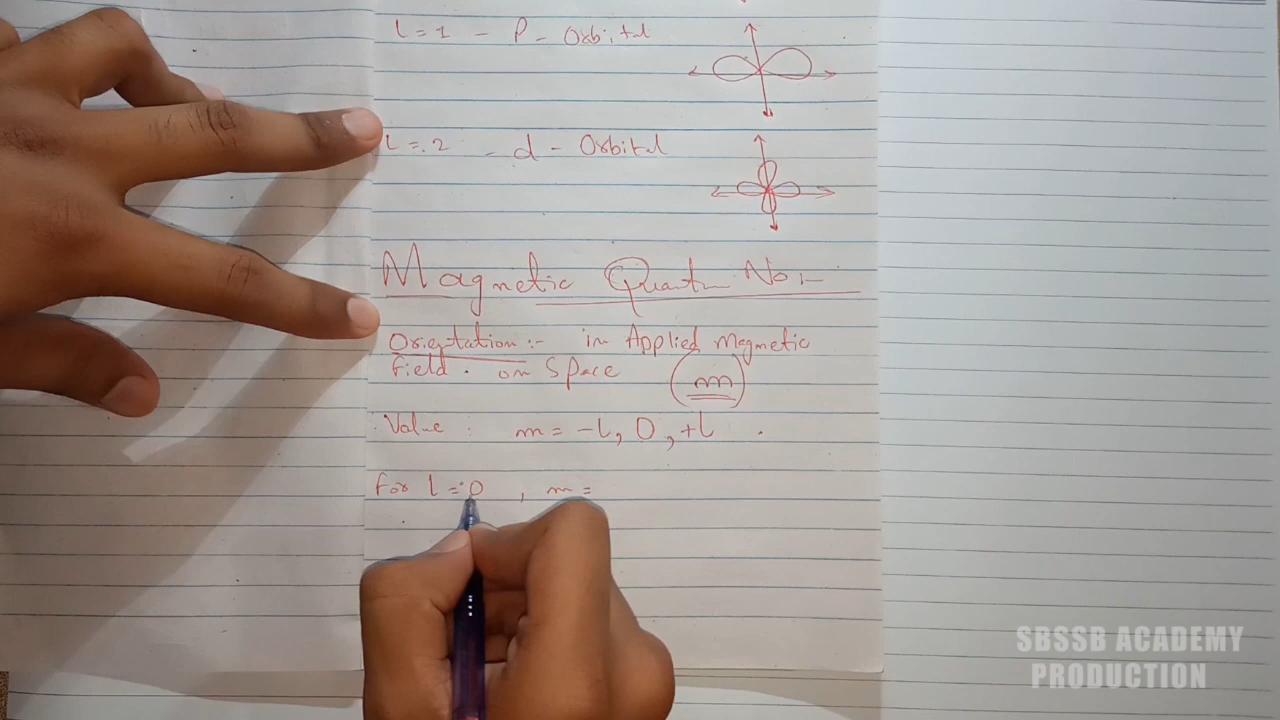 l = 1 - P - Orbital
l = 2 - d - Orbital
Magnetic Quantum No :-
Orientation :- in Applied Magnetic
field . on Space (m)
Value : m = -l, 0, +l .
for l = 0 , m =
SBSSB ACADEMY
PRODUCTION